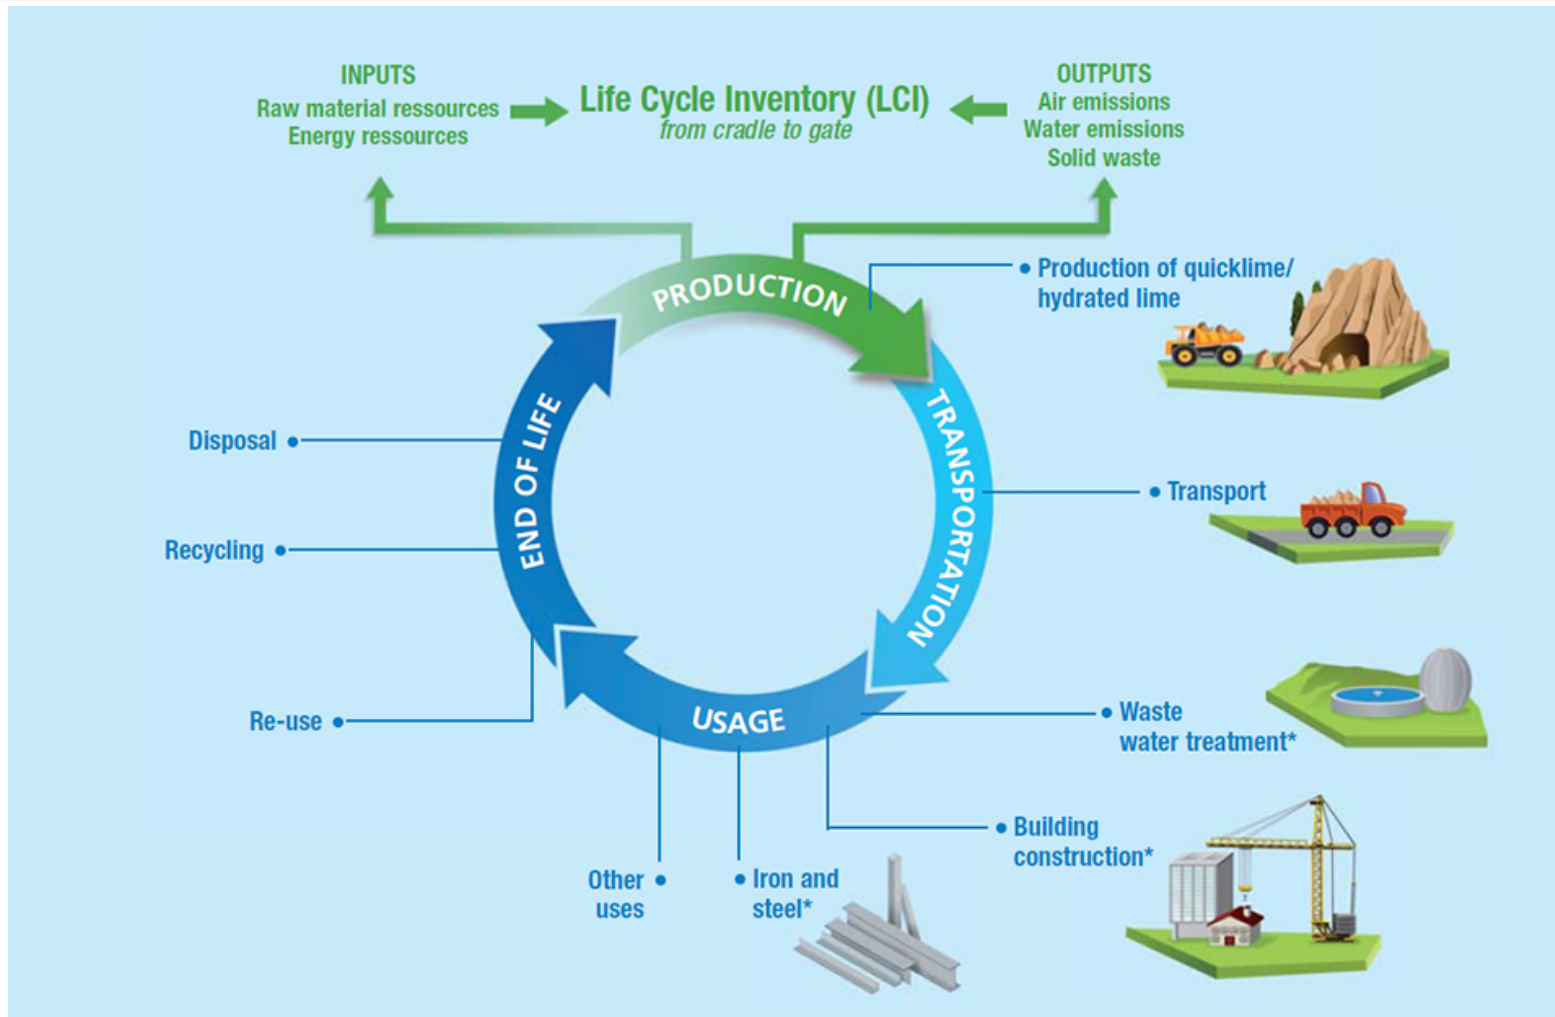 INPUTS
Raw material ressources
Energy ressources
Life Cycle Inventory (LCI)
from cradle to gate
OUTPUTS
Air emissions
Water emissions
Solid waste
PRODUCTION
Production of quicklime/
hydrated lime
TRANSPORTATION
Transport
USAGE
Waste
water treatment*
Building
construction*
Iron and
steel*
Other
uses
END OF LIFE
Re-use
Recycling
Disposal